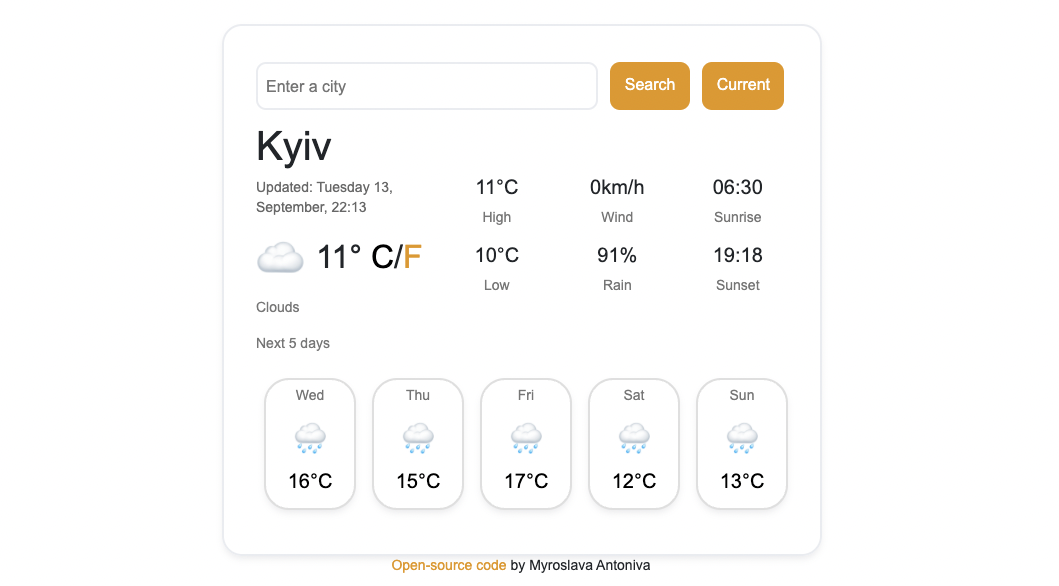 Enter a city
Search
Current
Kyiv
Updated: Tuesday 13,
September, 22:13
11° C/F
Clouds
11°C
High
0km/h
Wind
06:30
Sunrise
10°C
Low
91%
Rain
19:18
Sunset
Next 5 days
Wed
16°C
Thu
15°C
Fri
17°C
Sat
12°C
Sun
13°C
Open-source code by Myroslava Antoniva